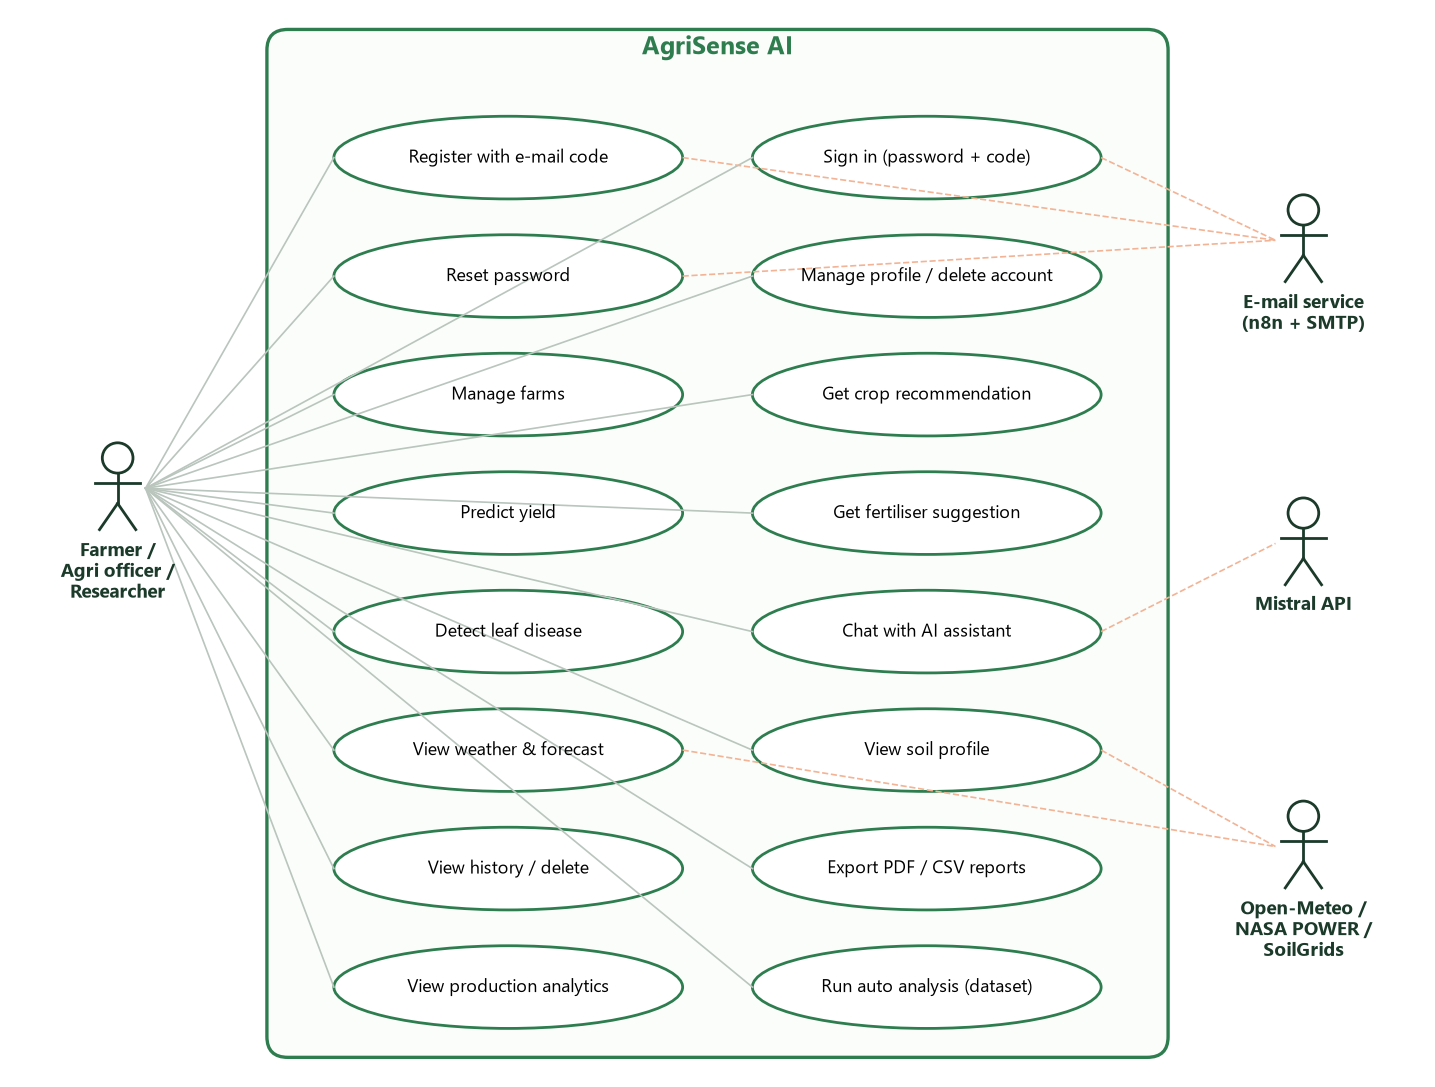 AgriSense AI
Register with e-mail code
Sign in (password + code)
Reset password
Manage profile / delete account
Manage farms
Get crop recommendation
Predict yield
Get fertiliser suggestion
Detect leaf disease
Chat with AI assistant
View weather & forecast
View soil profile
View history / delete
Export PDF / CSV reports
View production analytics
Run auto analysis (dataset)
Farmer /
Agri officer /
Researcher
E-mail service
(n8n + SMTP)
Mistral API
Open-Meteo /
NASA POWER /
SoilGrids